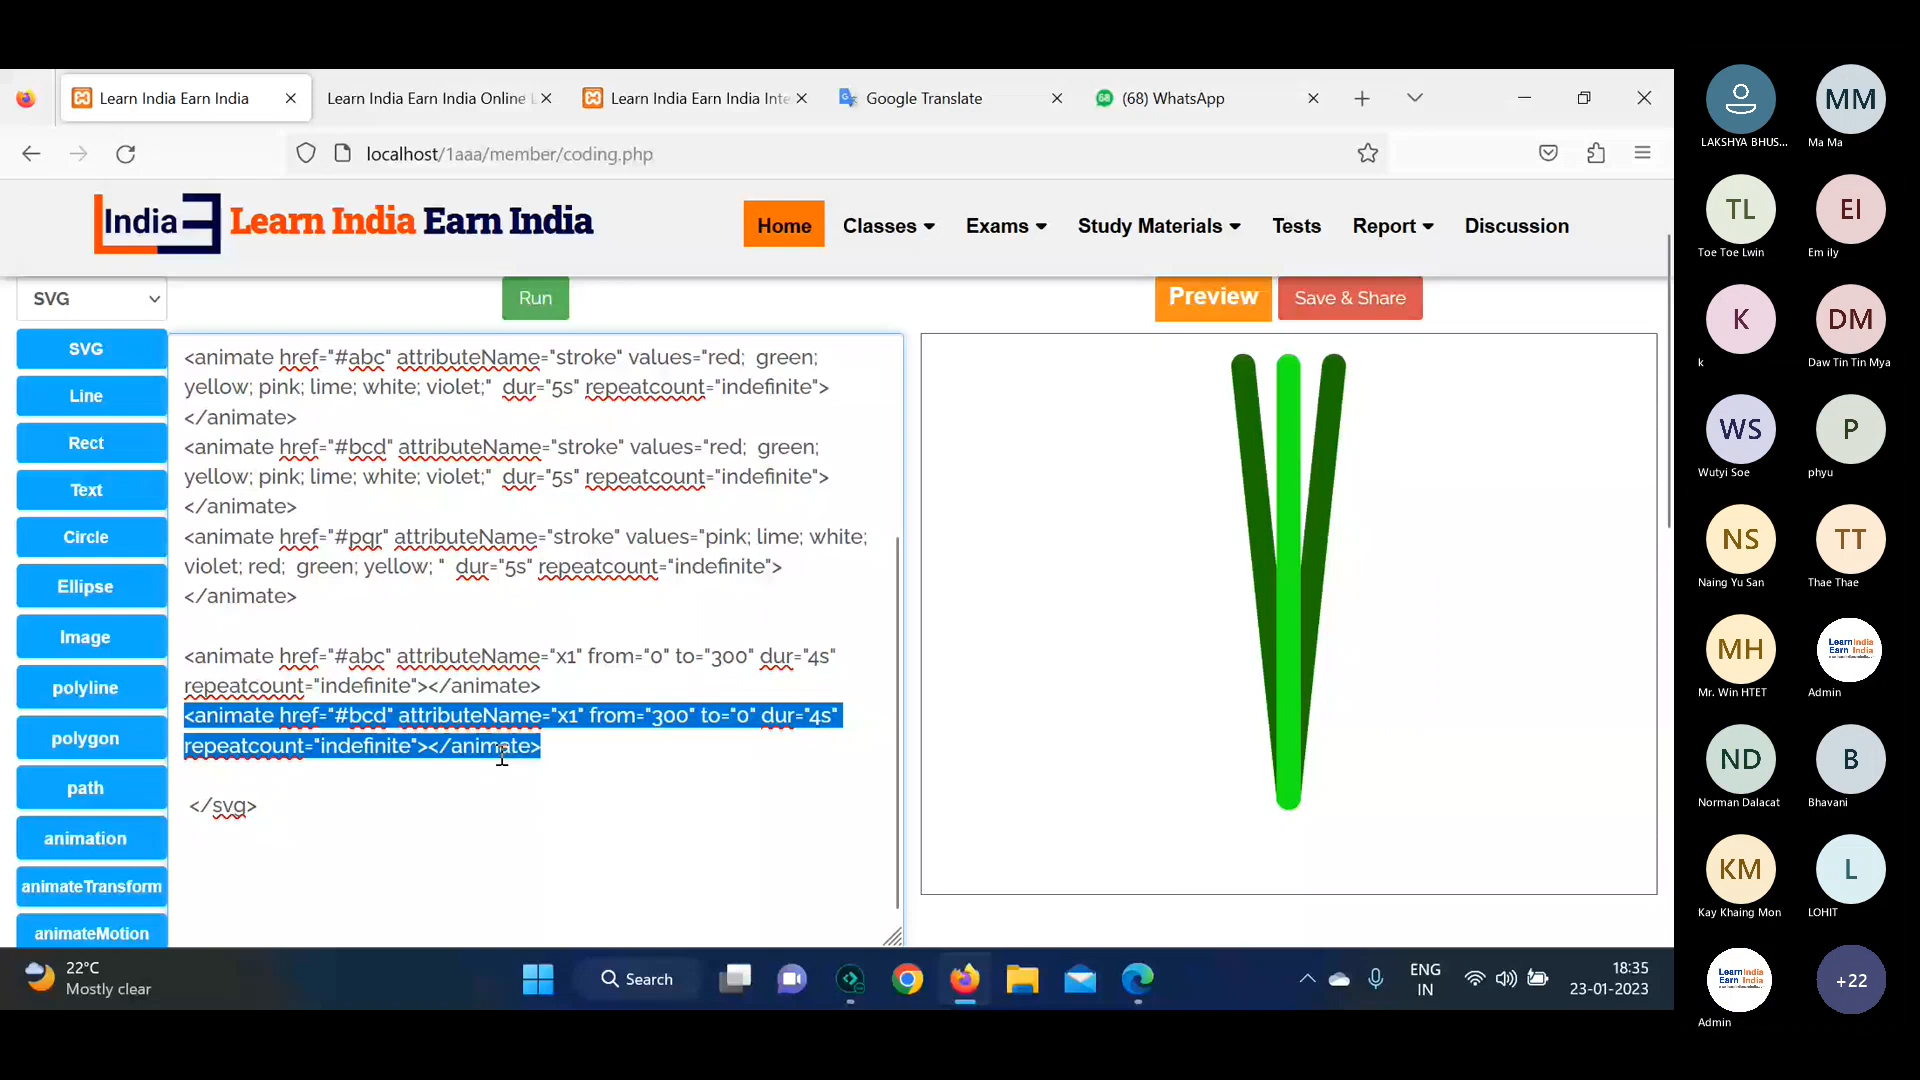 Learn India Earn India
Learn India Earn India Online
Learn India Earn India Inte
Google Translate
(68) WhatsApp
localhost/1aaa/member/coding.php
India
Learn India Earn India
Home
Classes
Exams
Study Materials
Tests
Report
Discussion
SVG
Run
Preview
Save & Share
SVG
Line
Rect
Text
Circle
Ellipse
Image
polyline
polygon
path
animation
animateTransform
animateMotion
<animate href="#abc" attributeName="stroke" values="red;  green;
yellow; pink; lime; white; violet;"  dur="5s" repeatcount="indefinite">
</animate>
<animate href="#bcd" attributeName="stroke" values="red;  green;
yellow; pink; lime; white; violet;"  dur="5s" repeatcount="indefinite">
</animate>
<animate href="#pqr" attributeName="stroke" values="pink; lime; white;
violet; red;  green; yellow; "  dur="5s" repeatcount="indefinite">
</animate>
<animate href="#abc" attributeName="x1" from="0" to="300" dur="4s"
repeatcount="indefinite"></animate>
<animate href="#bcd" attributeName="x1" from="300" to="0" dur="4s"
repeatcount="indefinite"></animate>
</svg>
22°C
Mostly clear
Search
ENG
IN
18:35
23-01-2023
LAKSHYA BHUS...
MM
Ma Ma
TL
Toe Toe Lwin
EI
Em ily
K
k
DM
Daw Tin Tin Mya
WS
Wutyi Soe
P
phyu
NS
Naing Yu San
TT
Thae Thae
MH
Mr. Win HTET
Learn India
Earn India
Admin
ND
Norman Dalacat
B
Bhavani
KM
Kay Khaing Mon
L
LOHIT
Learn India
Earn India
Admin
+22